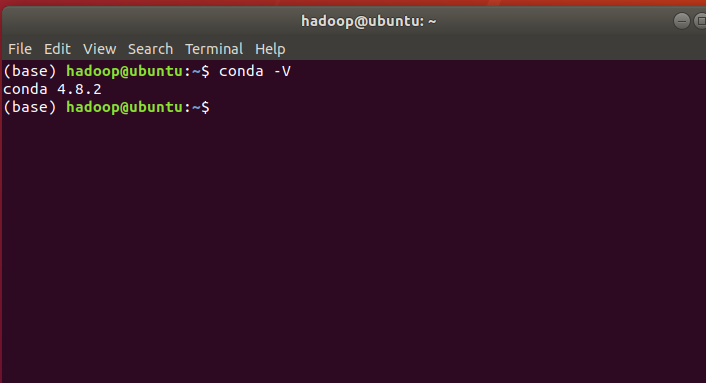 hadoop@ubuntu: ~
File Edit View Search Terminal Help
(base) hadoop@ubuntu:~$ conda -V
conda 4.8.2
(base) hadoop@ubuntu:~$